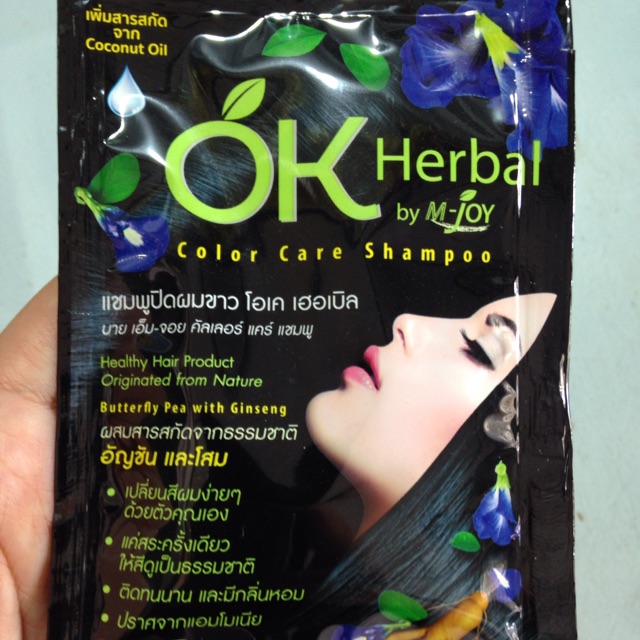 เพิ่มสารสกัด
จาก
Coconut Oil
OK Herbal
by M-JOY
Color Care Shampoo
แชมพูปิดผมขาว โอเค เฮอเบิล
บาย เอ็ม-จอย คัลเลอร์ แคร์ แชมพู
Healthy Hair Product
Originated from Nature
Butterfly Pea with Ginseng
ผสมสารสกัดจากธรรมชาติ
อัญชัน และโสม
• เปลี่ยนสีผมง่ายๆ
ด้วยตัวคุณเอง
• แค่สระครั้งเดียว
ให้สีดูเป็นธรรมชาติ
• ติดทนนาน และมีกลิ่นหอม
• ปราศจากแอมโมเนีย